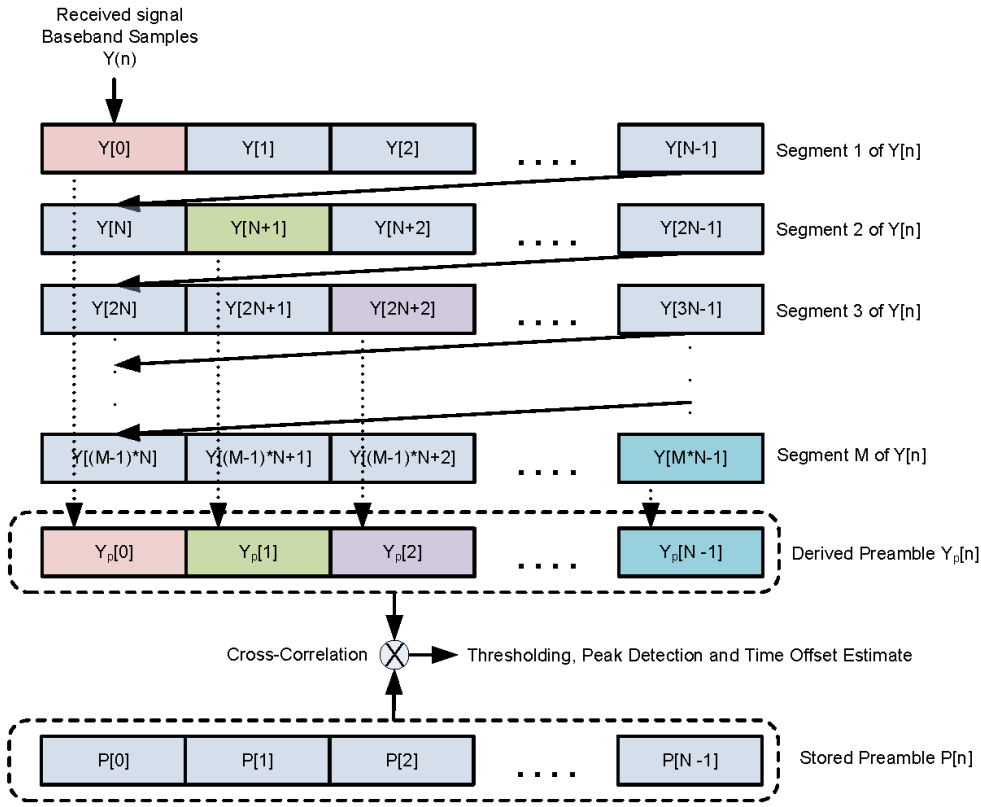 Received signal
Baseband Samples
Y(n)
Y[0] Y[1] Y[2] . . . . Y[N-1] Segment 1 of Y[n]
Y[N] Y[N+1] Y[N+2] . . . . Y[2N-1] Segment 2 of Y[n]
Y[2N] Y[2N+1] Y[2N+2] . . . . Y[3N-1] Segment 3 of Y[n]
Y[(M-1)*N] Y[(M-1)*N+1] Y[(M-1)*N+2] . . . . Y[M*N-1] Segment M of Y[n]
Yₚ[0] Yₚ[1] Yₚ[2] . . . . Yₚ[N -1] Derived Preamble Yₚ[n]
Cross-Correlation X Thresholding, Peak Detection and Time Offset Estimate
P[0] P[1] P[2] . . . . P[N -1] Stored Preamble P[n]